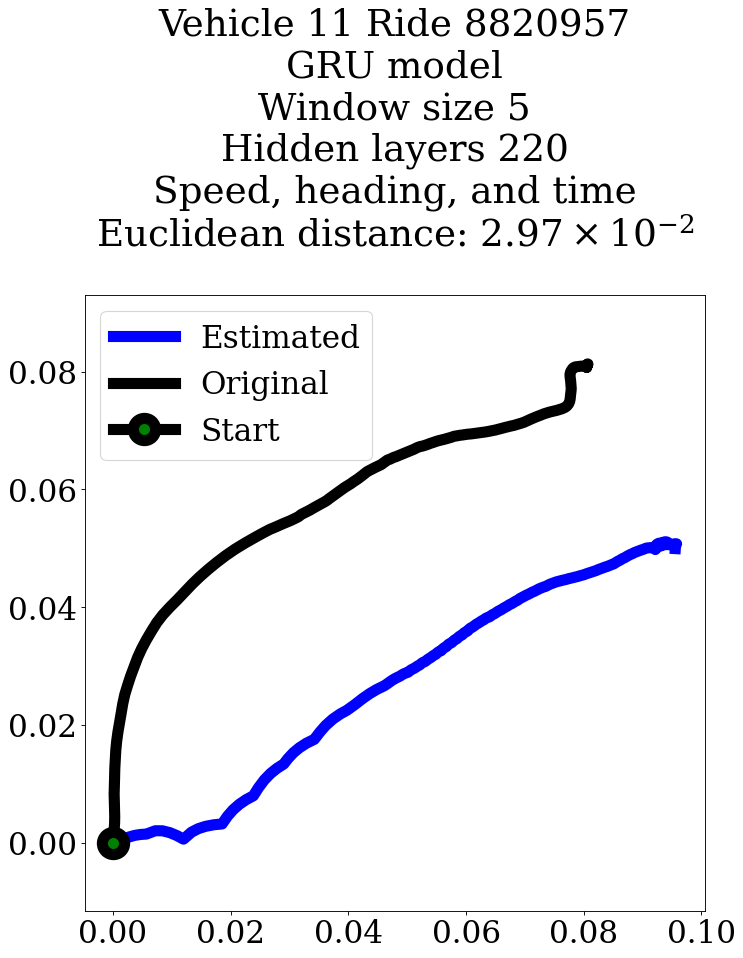 Vehicle 11 Ride 8820957
GRU model
Window size 5
Hidden layers 220
Speed, heading, and time
Euclidean distance: 2.97 × 10⁻²
Estimated
Original
Start
0.08
0.06
0.04
0.02
0.00
0.00 0.02 0.04 0.06 0.08 0.10